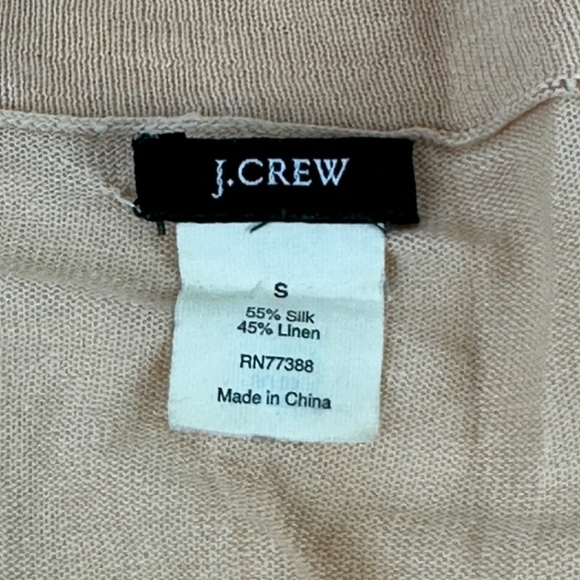 J.CREW
S
55% Silk
45% Linen
RN77388
Made in China